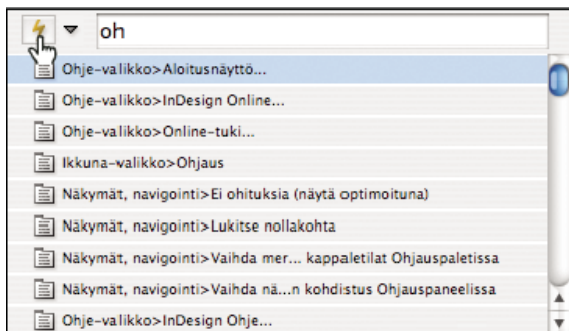 oh
Ohje-valikko>Aloitusnäyttö...
Ohje-valikko>InDesign Online...
Ohje-valikko>Online-tuki...
Ikkuna-valikko>Ohjaus
Näkymät, navigointi>Ei ohituksia (näytä optimoituna)
Näkymät, navigointi>Lukitse nollakohta
Näkymät, navigointi>Vaihda mer... kappaletilat Ohjauspaletissa
Näkymät, navigointi>Vaihda nä...n kohdistus Ohjauspaneelissa
Ohje-valikko>InDesign Ohje...